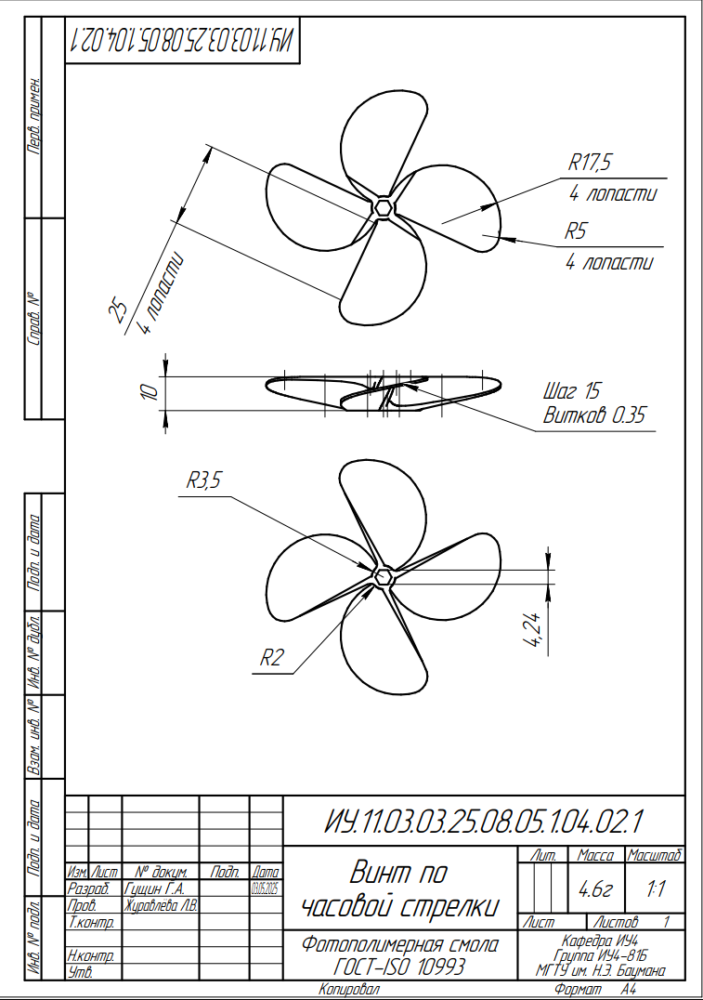 ИУ.11.03.03.25.08.05.1.04.02.1
Перв. примен.
Справ. №
Подп. и дата
Инв. № дубл.
Взам. инв. №
Подп. и дата
Инв. № подл.
R17,5
4 лопасти
R5
4 лопасти
25
4 лопасти
10
Шаг 15
Витков 0.35
R3,5
R2
4,24
ИУ.11.03.03.25.08.05.1.04.02.1
Изм. Лист № докум. Подп. Дата
Разраб. Гущин Г.А. 03.05.2025
Пров. Журавлёва Л.В.
Т.контр.
Н.контр.
Утв.
Винт по
часовой стрелки
Лит. Масса Масштаб
4.6г 1:1
Лист Листов 1
Фотополимерная смола
ГОСТ-ISO 10993
Кафедра ИУ4
Группа ИУ4-81Б
МГТУ им. Н.Э. Баумана
Копировал Формат А4